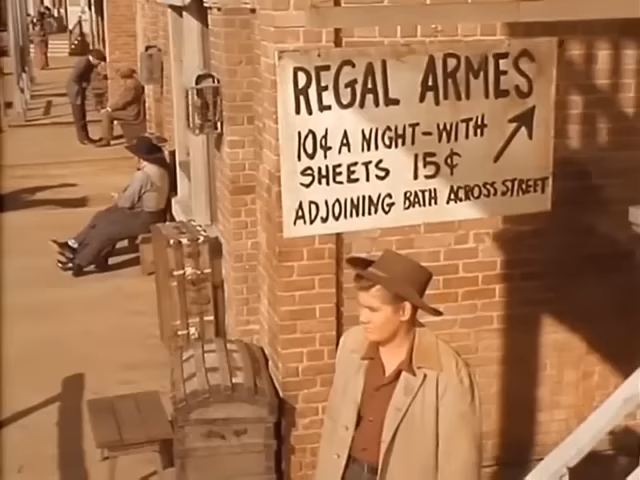 REGAL ARMES
10¢ A NIGHT-WITH
SHEETS 15¢
ADJOINING BATH ACROSS STREET